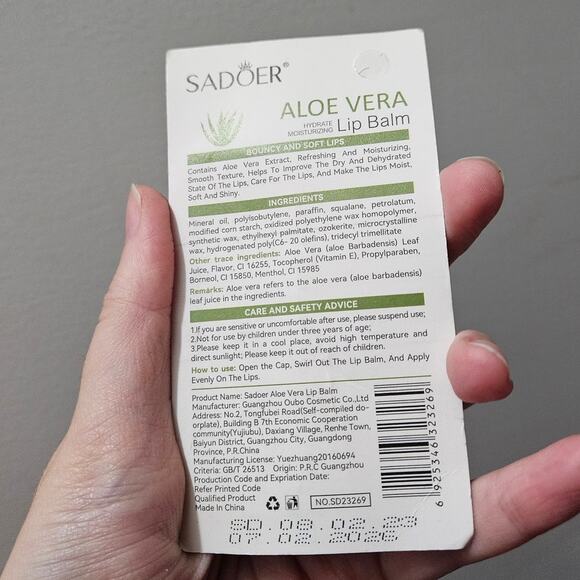 SADOER®
ALOE VERA
HYDRATE
MOISTURIZING Lip Balm
BOUNCY AND SOFT LIPS
Contains Aloe Vera Extract, Refreshing And Moisturizing,
Smooth Texture, Helps To Improve The Dry And Dehydrated
State Of The Lips, Care For The Lips, And Make The Lips Moist,
Soft And Shiny.
INGREDIENTS
Mineral oil, polyisobutylene, paraffin, squalane, petrolatum,
modified corn starch, oxidized polyethylene wax homopolymer,
synthetic wax, ethylhexyl palmitate, ozokerite, microcrystalline
wax, hydrogenated poly(C6- 20 olefins), tridecyl trimellitate
Other trace ingredients: Aloe Vera (aloe Barbadensis) Leaf
Juice, Flavor, CI 16255, Tocopherol (Vitamin E), Propylparaben,
Borneol, CI 15850, Menthol, CI 15985
Remarks: Aloe vera refers to the aloe vera (aloe barbadensis)
leaf juice in the ingredients.
CARE AND SAFETY ADVICE
1.If you are sensitive or uncomfortable after use, please suspend use;
2.Not for use by children under three years of age;
3.Please keep it in a cool place, avoid high temperature and
direct sunlight; Please keep it out of reach of children.
How to use: Open the Cap, Swirl Out The Lip Balm, And Apply
Evenly On The Lips.
Product Name: Sadoer Aloe Vera Lip Balm
Manufacturer: Guangzhou Oubo Cosmetic Co.,Ltd
Address: No.2, Tongfubei Road(Self-compiled do-
orplate), Building B 7th Economic Cooperation
community(Yujiubu), Daxiang Village, Renhe Town,
Baiyun District, Guangzhou City, Guangdong
Province, P.R.China
Manufacturing License: Yuezhuang20160694
Criteria: GB/T 26513 Origin: P.R.C Guangzhou
Production Code and Expiration Date:
Refer Printed Code
Qualified Product
Made In China
NO.SD23269
6 925346 323269
SD.08.02.23
07.02.2026